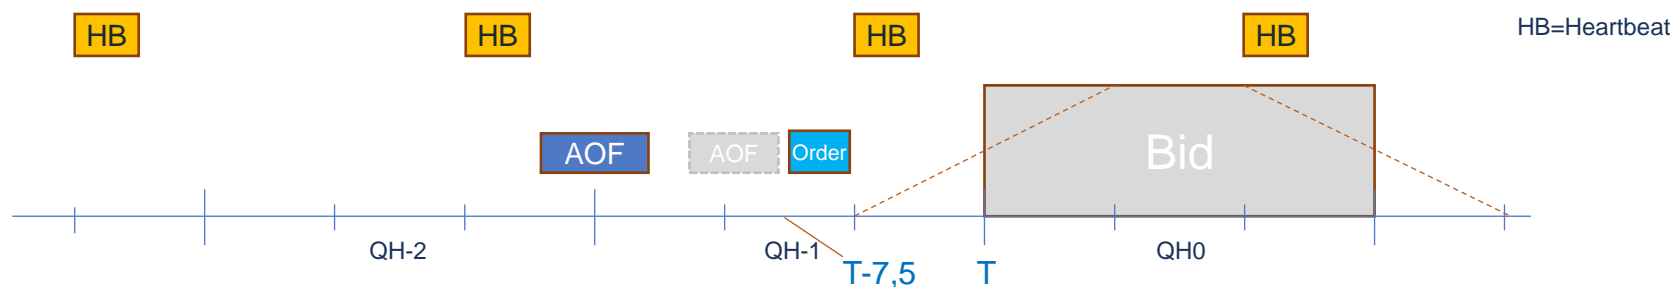 HB
HB
HB
HB
HB=Heartbeat
AOF
AOF
Order
Bid
QH-2
QH-1
QH0
T-7,5
T